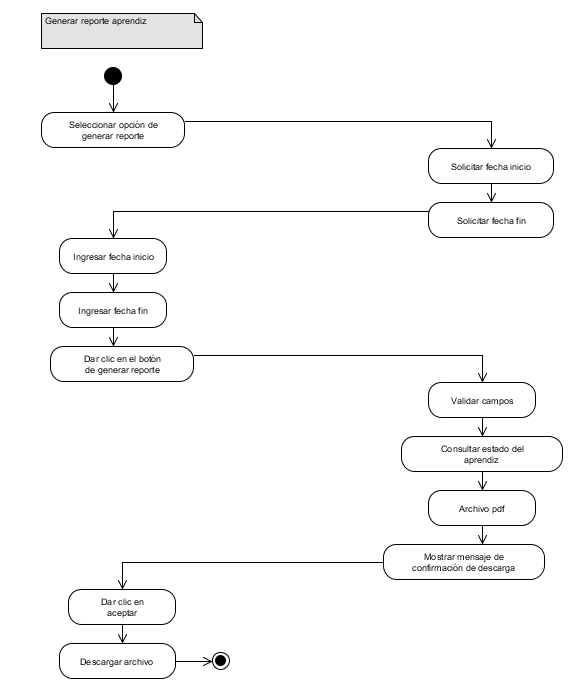 Generar reporte aprendiz
Seleccionar opción de
generar reporte
Solicitar fecha inicio
Solicitar fecha fin
Ingresar fecha inicio
Ingresar fecha fin
Dar clic en el botón
de generar reporte
Validar campos
Consultar estado del
aprendiz
Archivo pdf
Mostrar mensaje de
confirmación de descarga
Dar clic en
aceptar
Descargar archivo